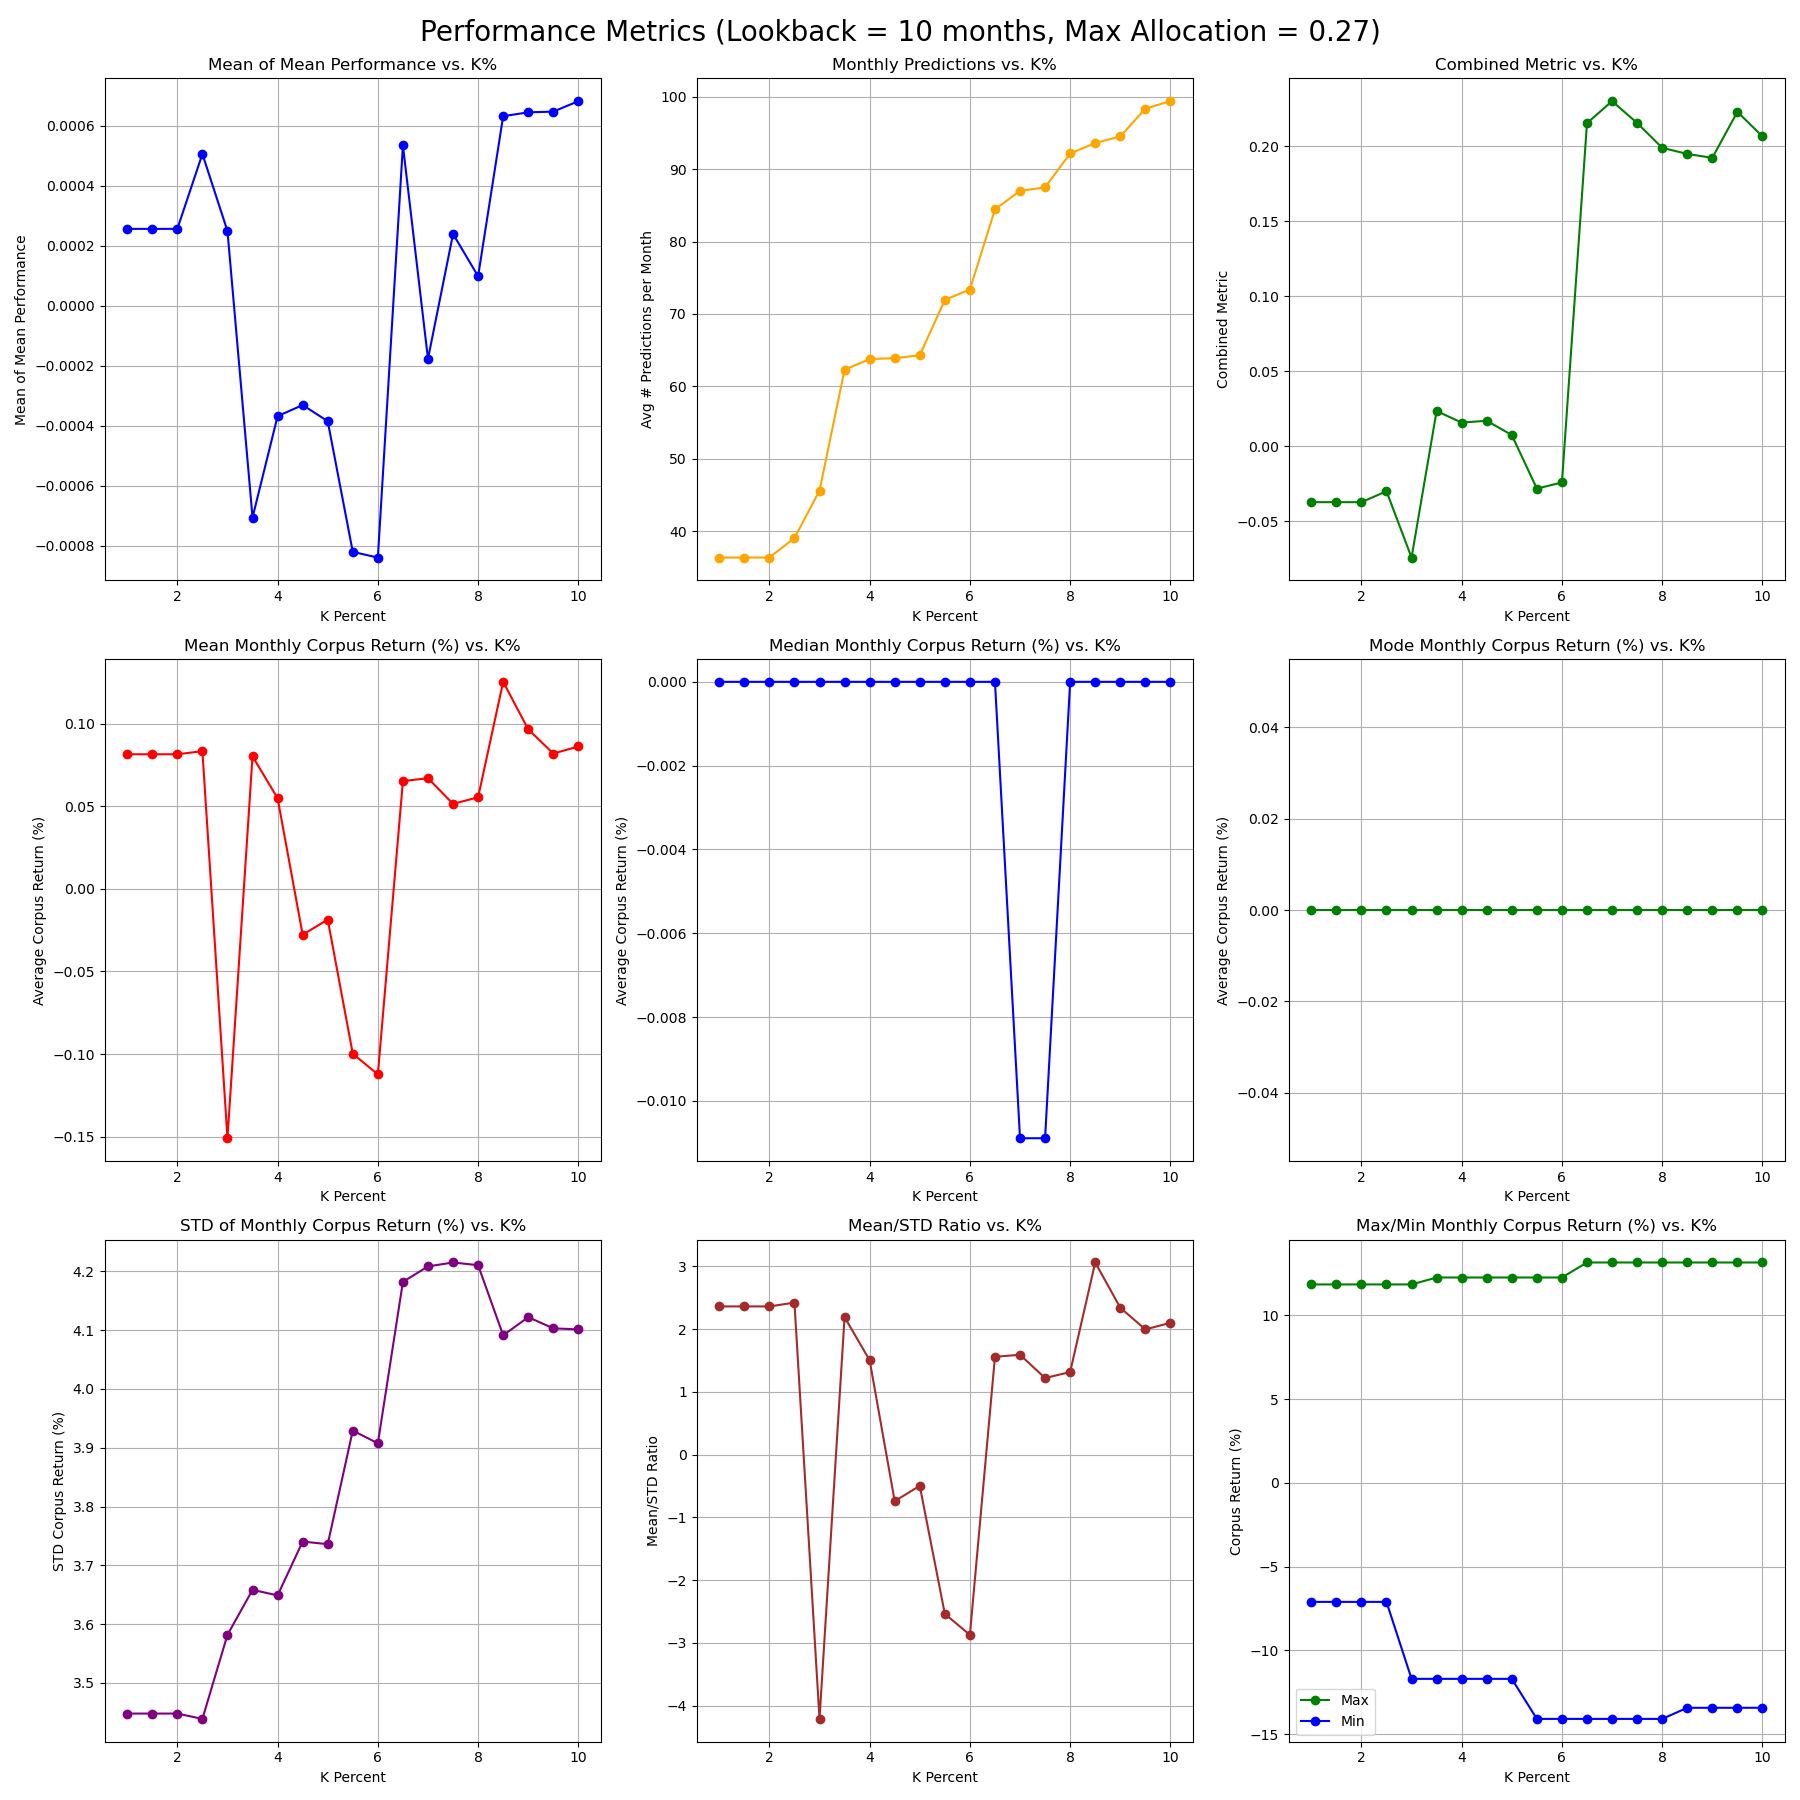 Performance Metrics (Lookback = 10 months, Max Allocation = 0.27)
Mean of Mean Performance vs. K%
Mean of Mean Performance
0.0006
0.0004
0.0002
0.0000
−0.0002
−0.0004
−0.0006
−0.0008
2 4 6 8 10
K Percent
Monthly Predictions vs. K%
Avg # Predictions per Month
100
90
80
70
60
50
40
2 4 6 8 10
K Percent
Combined Metric vs. K%
Combined Metric
0.20
0.15
0.10
0.05
0.00
−0.05
2 4 6 8 10
K Percent
Mean Monthly Corpus Return (%) vs. K%
Average Corpus Return (%)
0.10
0.05
0.00
−0.05
−0.10
−0.15
2 4 6 8 10
K Percent
Median Monthly Corpus Return (%) vs. K%
Average Corpus Return (%)
0.000
−0.002
−0.004
−0.006
−0.008
−0.010
2 4 6 8 10
K Percent
Mode Monthly Corpus Return (%) vs. K%
Average Corpus Return (%)
0.04
0.02
0.00
−0.02
−0.04
2 4 6 8 10
K Percent
STD of Monthly Corpus Return (%) vs. K%
STD Corpus Return (%)
4.2
4.1
4.0
3.9
3.8
3.7
3.6
3.5
2 4 6 8 10
K Percent
Mean/STD Ratio vs. K%
Mean/STD Ratio
3
2
1
0
−1
−2
−3
−4
2 4 6 8 10
K Percent
Max/Min Monthly Corpus Return (%) vs. K%
Corpus Return (%)
10
5
0
−5
−10
−15
Max
Min
2 4 6 8 10
K Percent